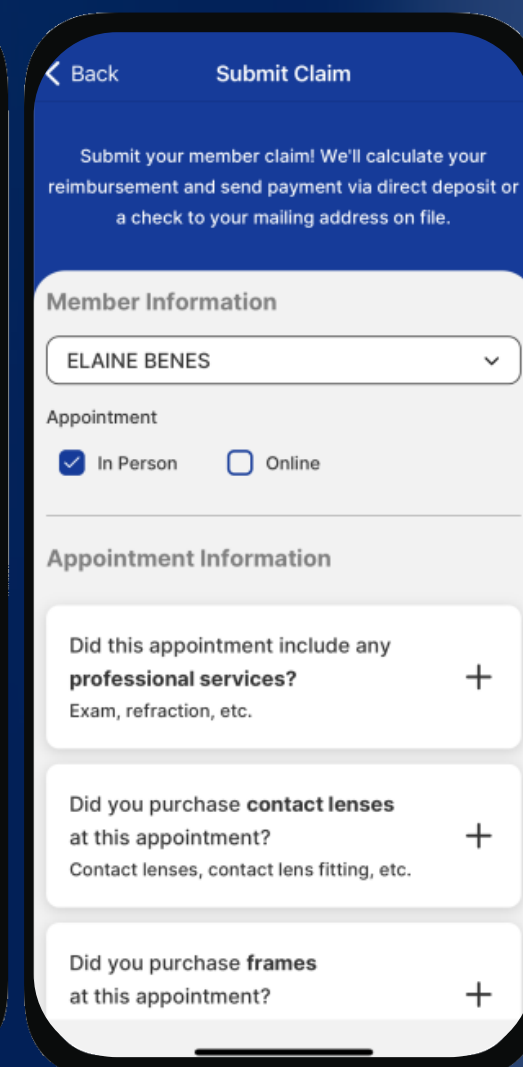 Back
Submit Claim
Submit your member claim! We'll calculate your
reimbursement and send payment via direct deposit or
a check to your mailing address on file.
Member Information
ELAINE BENES
Appointment
In Person
Online
Appointment Information
Did this appointment include any
professional services?
Exam, refraction, etc.
Did you purchase contact lenses
at this appointment?
Contact lenses, contact lens fitting, etc.
Did you purchase frames
at this appointment?